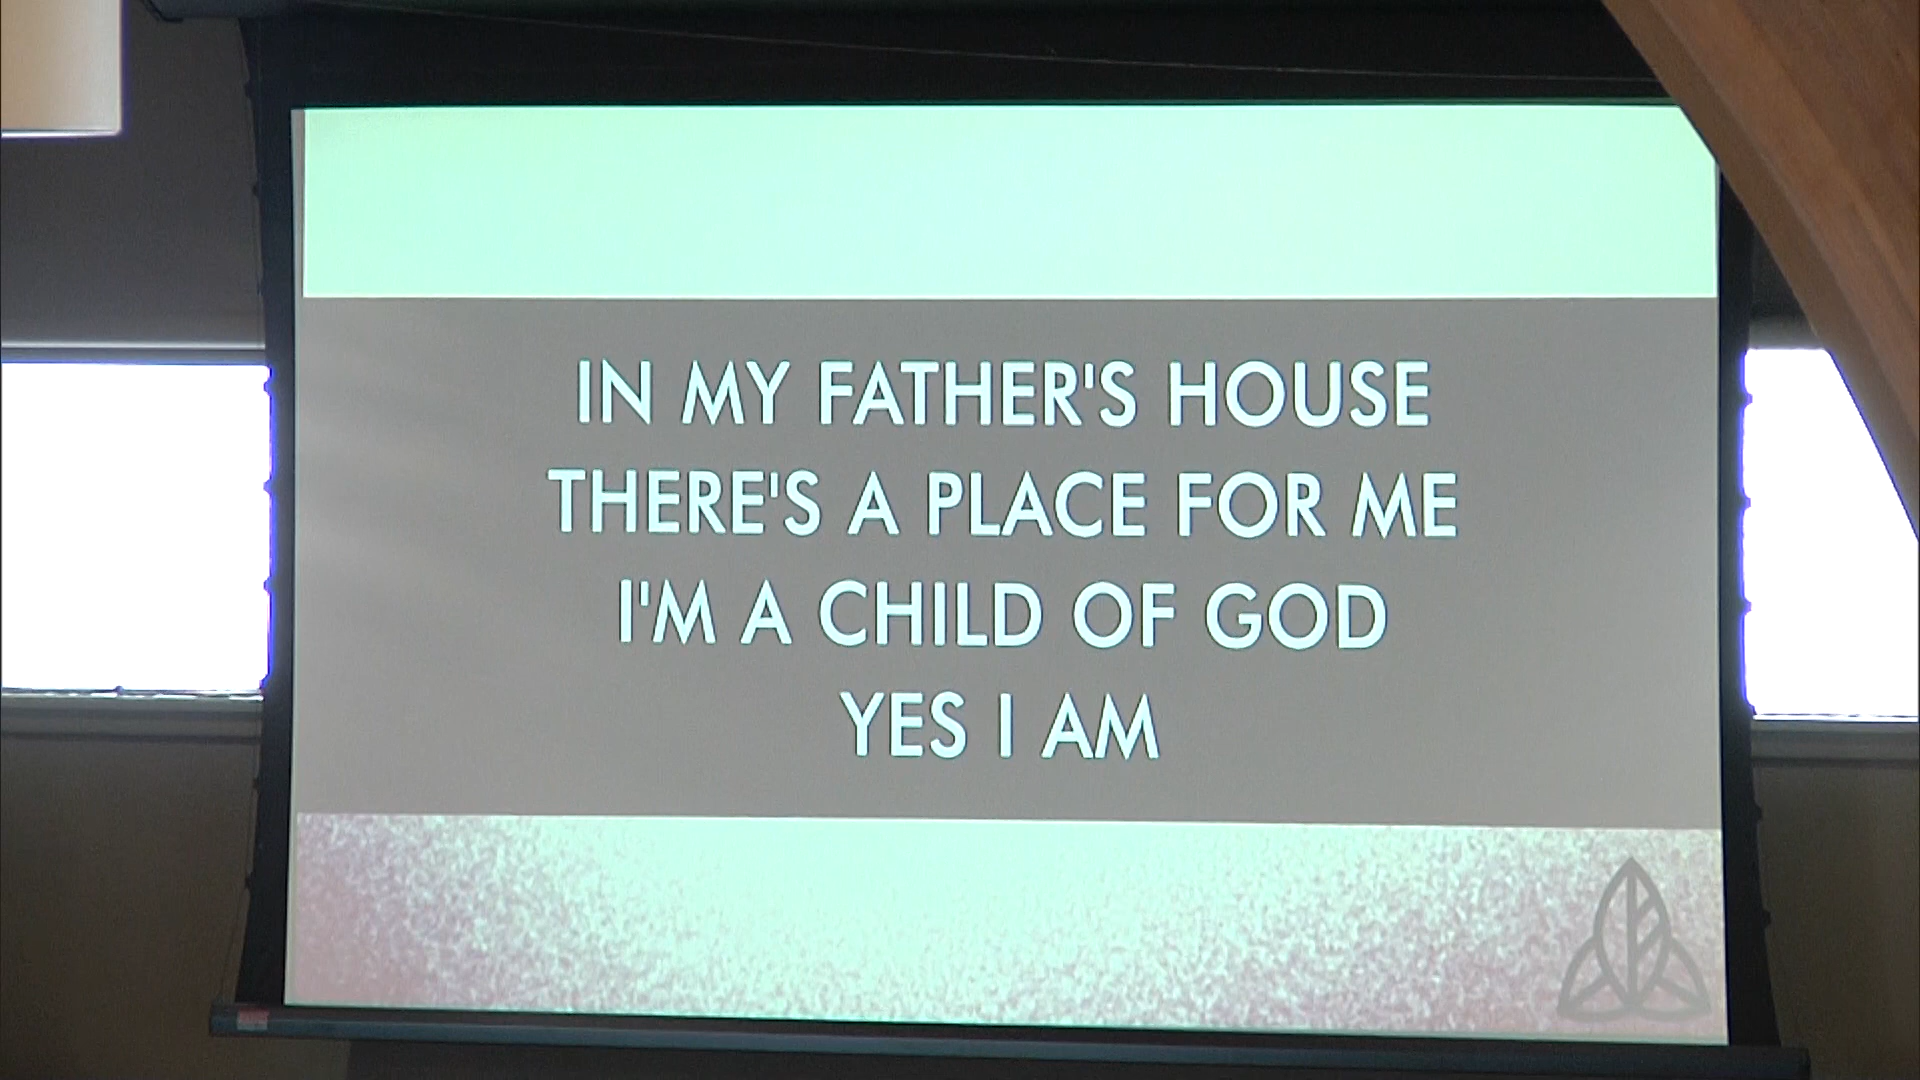 IN MY FATHER'S HOUSE
THERE'S A PLACE FOR ME
I'M A CHILD OF GOD
YES I AM